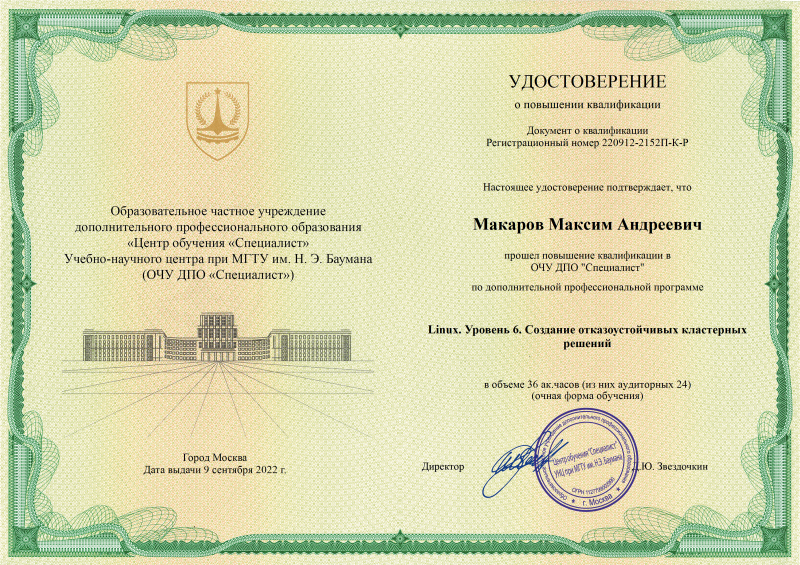 Образовательное частное учреждение
дополнительного профессионального образования
«Центр обучения «Специалист»
Учебно-научного центра при МГТУ им. Н. Э. Баумана
(ОЧУ ДПО «Специалист»)
Город Москва
Дата выдачи 9 сентября 2022 г.
УДОСТОВЕРЕНИЕ
о повышении квалификации
Документ о квалификации
Регистрационный номер 220912-2152П-К-Р
Настоящее удостоверение подтверждает, что
Макаров Максим Андреевич
прошел повышение квалификации в
ОЧУ ДПО "Специалист"
по дополнительной профессиональной программе
Linux. Уровень 6. Создание отказоустойчивых кластерных
решений
в объеме 36 ак.часов (из них аудиторных 24)
(очная форма обучения)
Директор
Д.Ю. Звездочкин
"Центр обучения "Специалист"
УНЦ при МГТУ им. Н.Э. Баумана
г. Москва